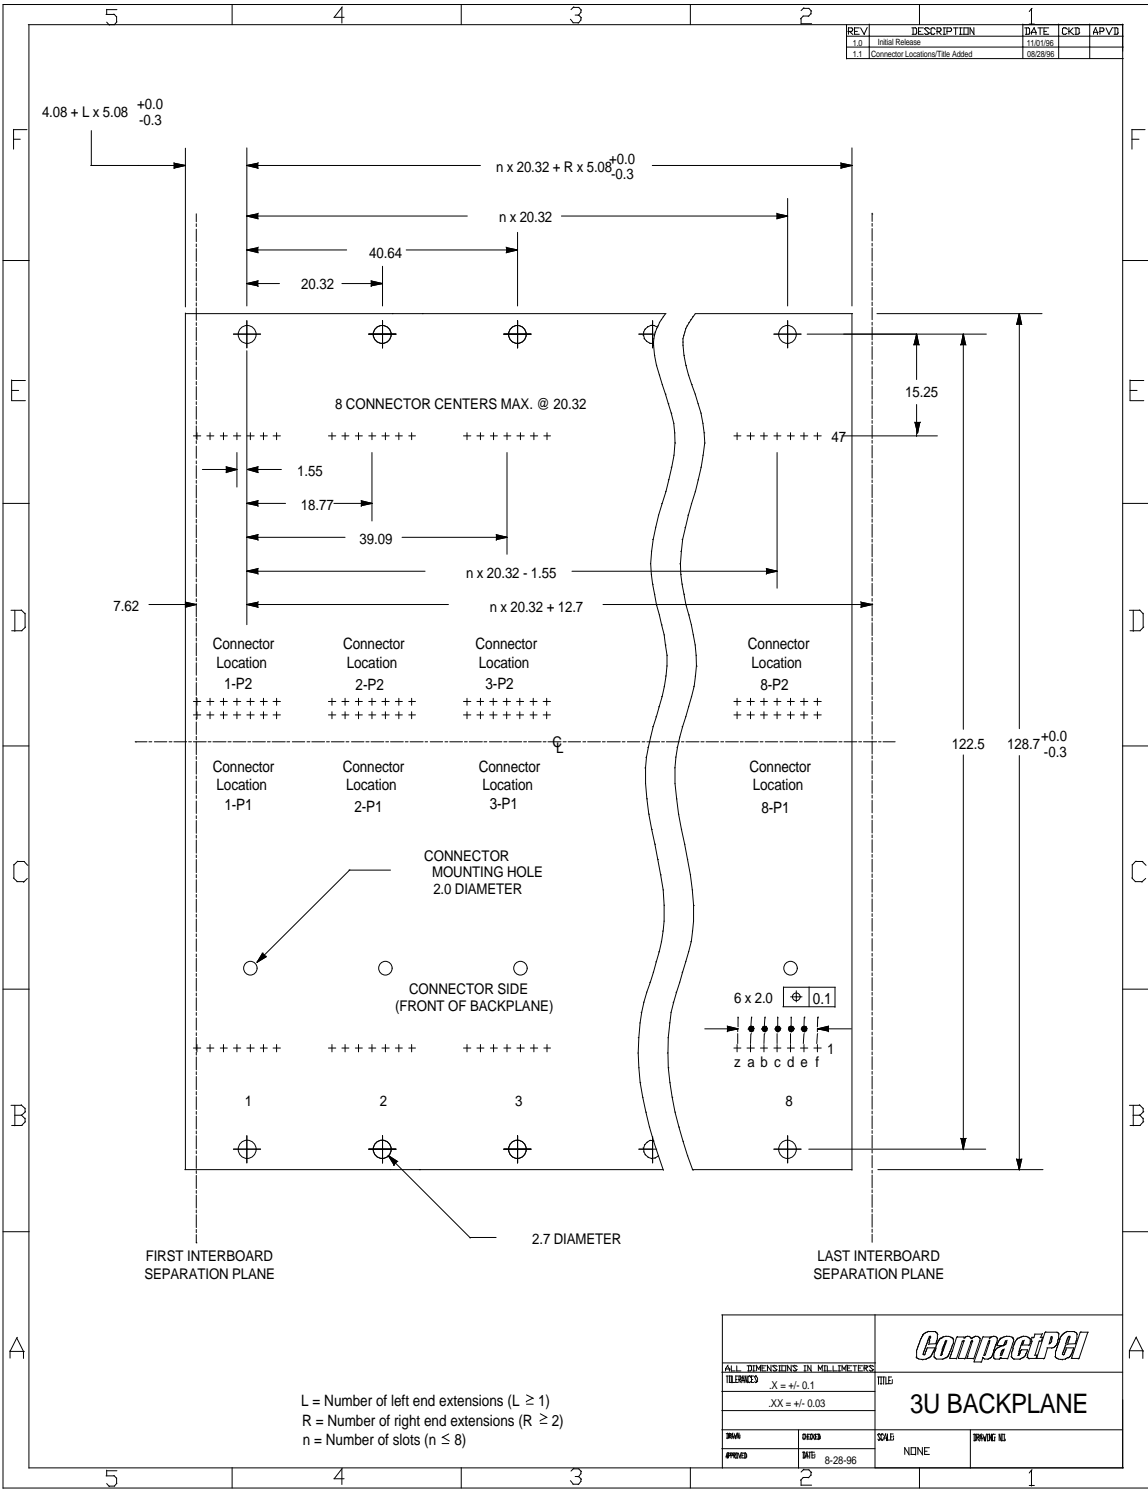 5 4 3 2 1
REV DESCRIPTION DATE CKD APVD
1.0 Initial Release 11/01/96
1.1 Connector Locations/Title Added 08/28/96
4.08 + L x 5.08 +0.0 -0.3
F F
n x 20.32 + R x 5.08 +0.0 -0.3
n x 20.32
40.64
20.32
E E
15.25
8 CONNECTOR CENTERS MAX. @ 20.32
47
1.55
18.77
39.09
n x 20.32 - 1.55
7.62
n x 20.32 + 12.7
D D
Connector Location 1-P2
Connector Location 2-P2
Connector Location 3-P2
Connector Location 8-P2
CL
122.5
128.7 +0.0 -0.3
Connector Location 1-P1
Connector Location 2-P1
Connector Location 3-P1
Connector Location 8-P1
C C
CONNECTOR
MOUNTING HOLE
2.0 DIAMETER
CONNECTOR SIDE
(FRONT OF BACKPLANE)
6 x 2.0 ⌖ 0.1
1
z a b c d e f
1 2 3 8
B B
2.7 DIAMETER
FIRST INTERBOARD
SEPARATION PLANE
LAST INTERBOARD
SEPARATION PLANE
A A
L = Number of left end extensions (L ≥ 1)
R = Number of right end extensions (R ≥ 2)
n = Number of slots (n ≤ 8)
CompactPCI
ALL DIMENSIONS IN MILLIMETERS
TOLERANCES .X = +/- 0.1
.XX = +/- 0.03
TITLE:
3U BACKPLANE
DRAWN: CHECKED:
SCALE: NONE
DRAWING NO.
APPROVED: DATE: 8-28-96
5 4 3 2 1